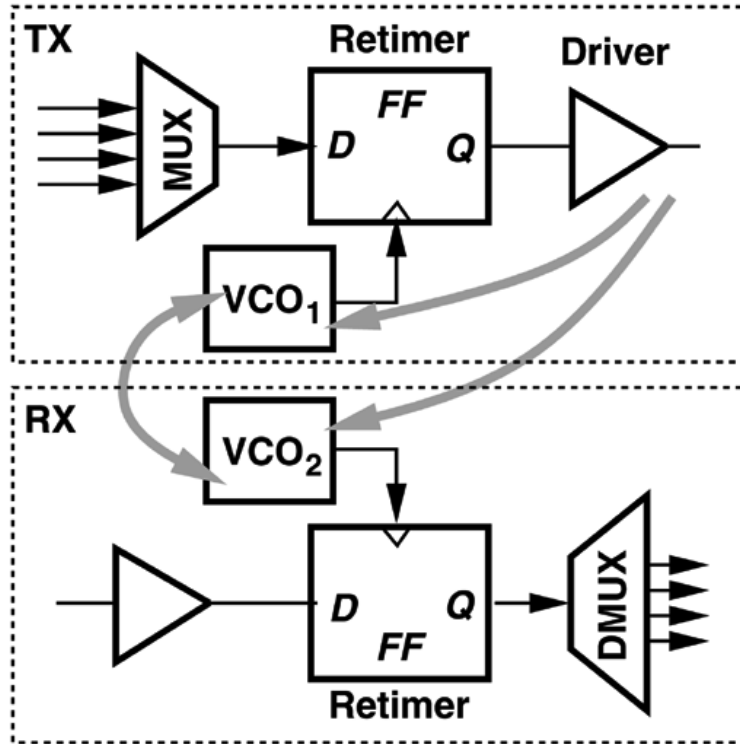 TX
Retimer
Driver
MUX
FF
D
Q
VCO1
RX
VCO2
D
Q
FF
DMUX
Retimer